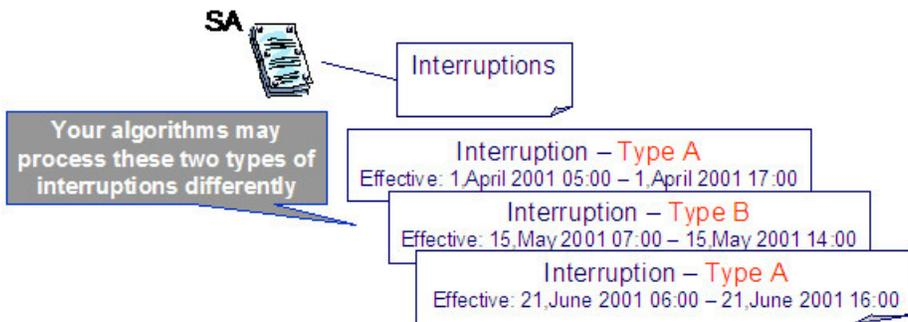 SA
Interruptions
Your algorithms may
process these two types of
interruptions differently
Interruption – Type A
Effective: 1,April 2001 05:00 – 1,April 2001 17:00
Interruption – Type B
Effective: 15,May 2001 07:00 – 15,May 2001 14:00
Interruption – Type A
Effective: 21,June 2001 06:00 – 21,June 2001 16:00